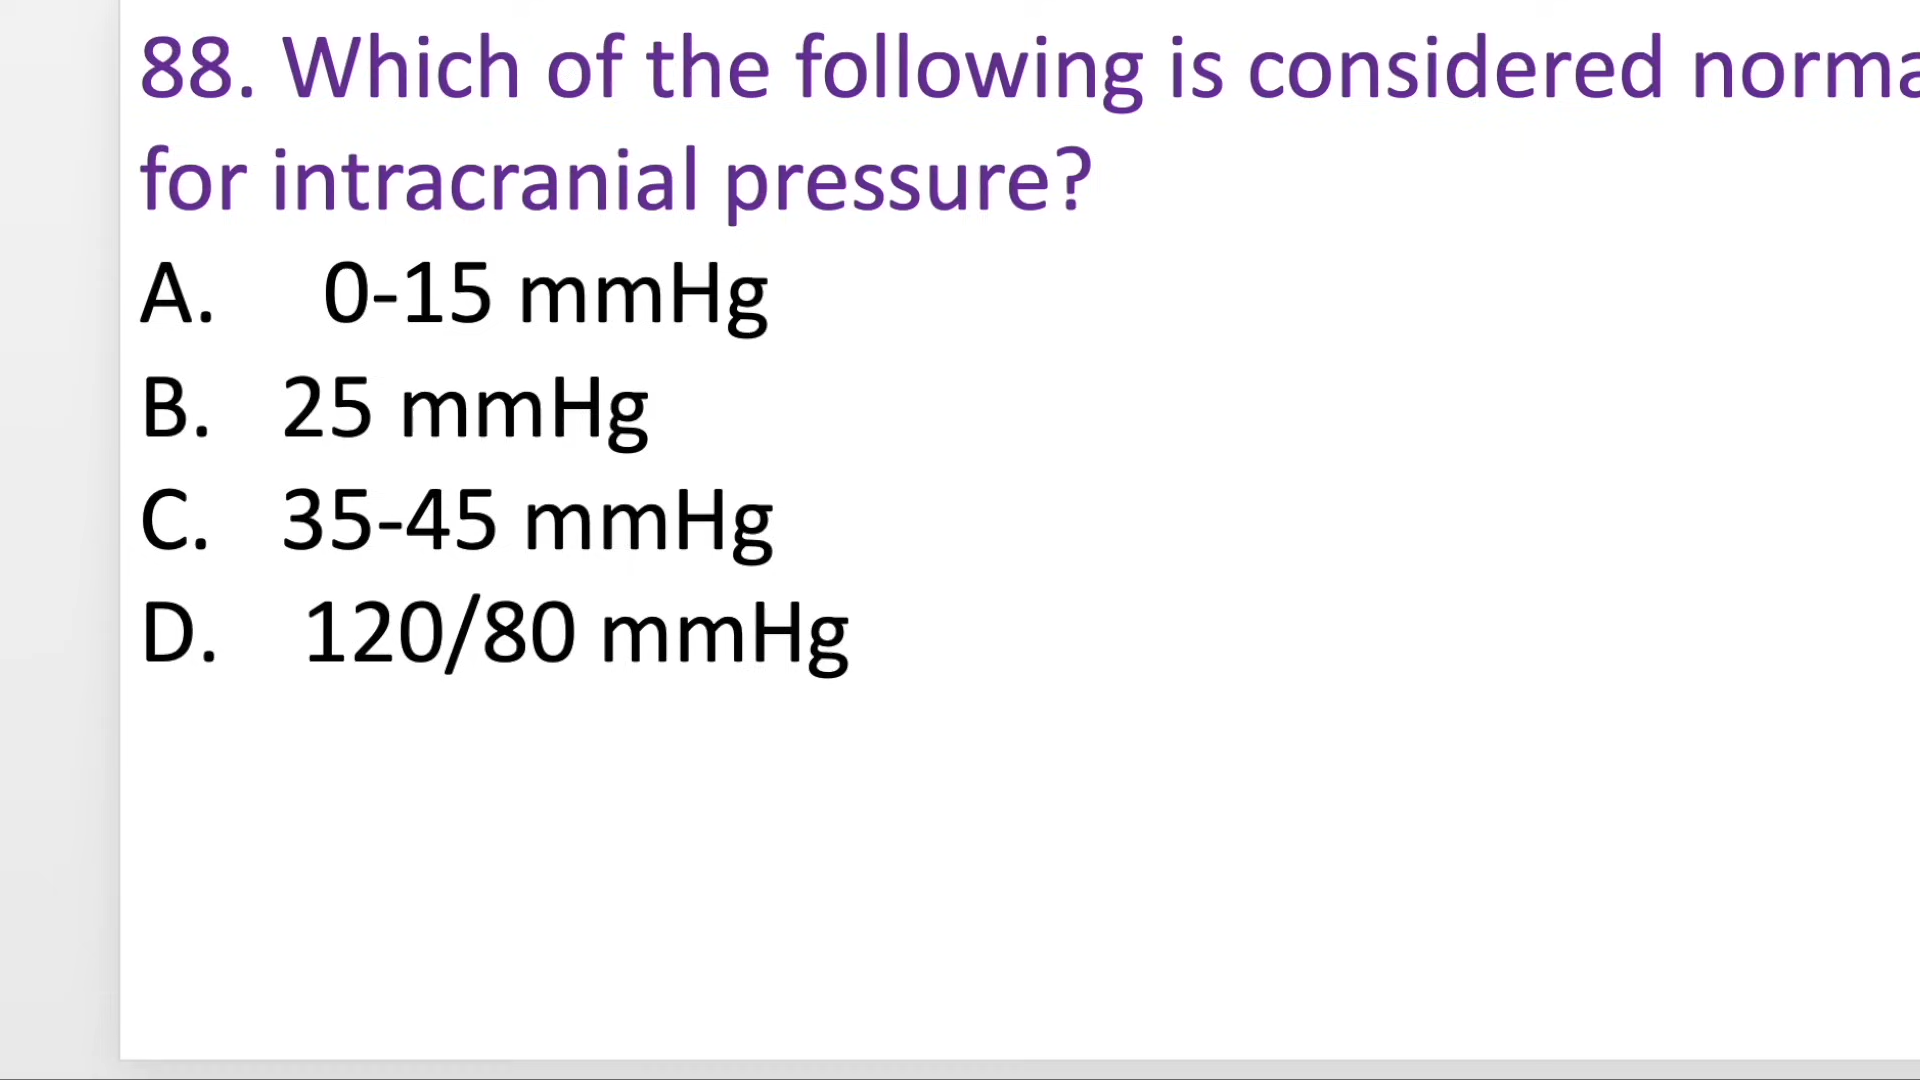 88. Which of the following is considered norma
for intracranial pressure?
A. 0-15 mmHg
B. 25 mmHg
C. 35-45 mmHg
D. 120/80 mmHg